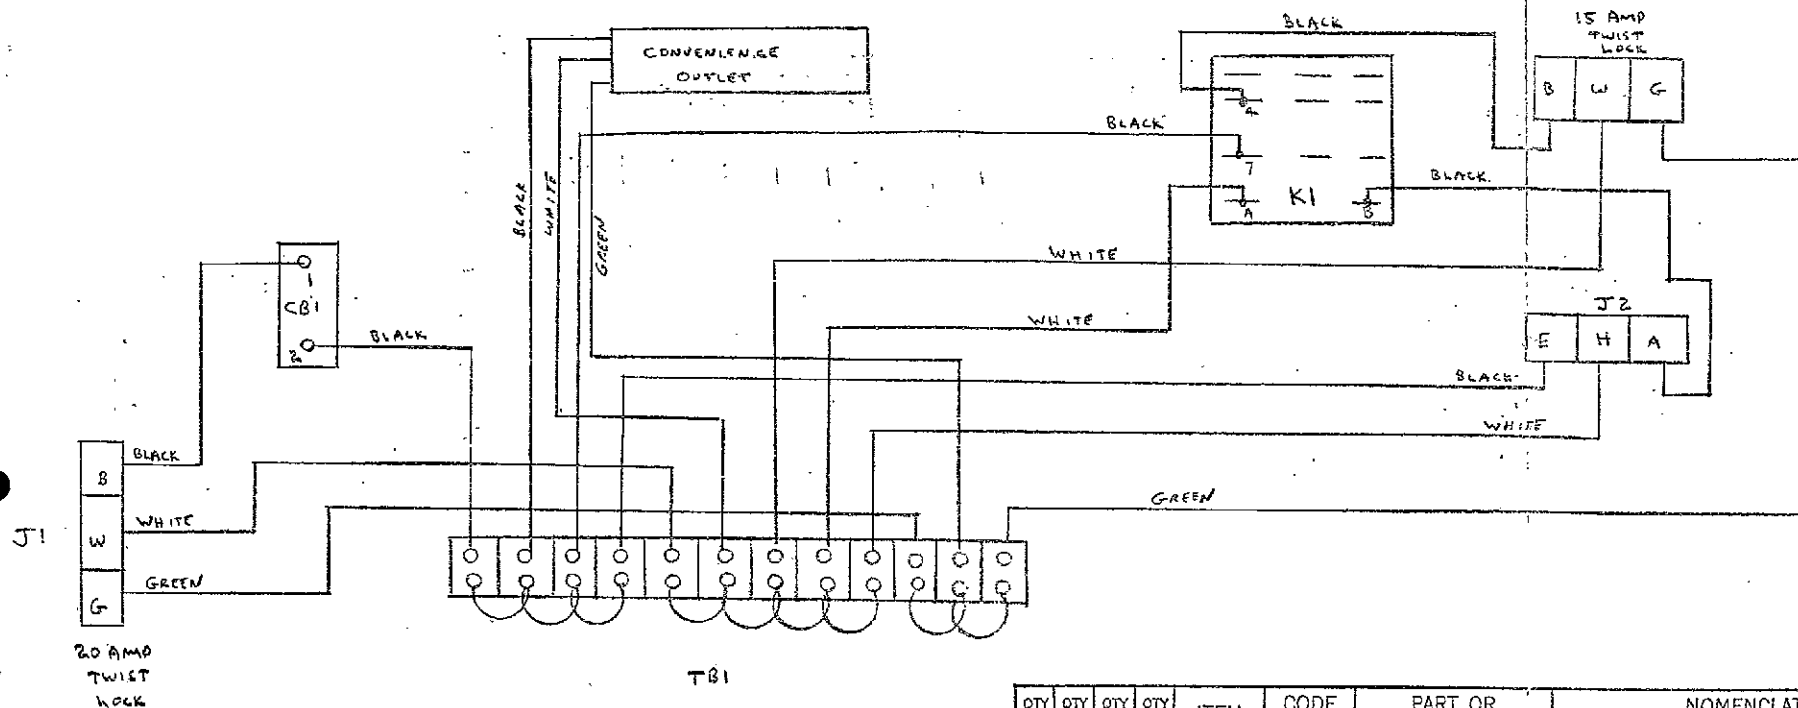 BLACK
15 AMP
TWIST
LOCK
CONVENIENCE
OUTLET
B W G
4
BLACK
7
BLACK
A K1 B
BLACK
WHITE
GREEN
WHITE
1
CB1
2
BLACK
WHITE
J2
E H A
BLACK
WHITE
BLACK
B
WHITE
W
J1
GREEN
G
GREEN
20 AMP
TWIST
LOCK
TB1
QTY QTY QTY QTY CODE PART OR